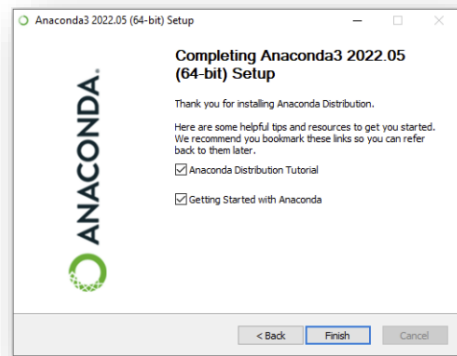 Anaconda3 2022.05 (64-bit) Setup
Completing Anaconda3 2022.05
(64-bit) Setup
Thank you for installing Anaconda Distribution.
Here are some helpful tips and resources to get you started.
We recommend you bookmark these links so you can refer
back to them later.
Anaconda Distribution Tutorial
Getting Started with Anaconda
ANACONDA.
< Back
Finish
Cancel